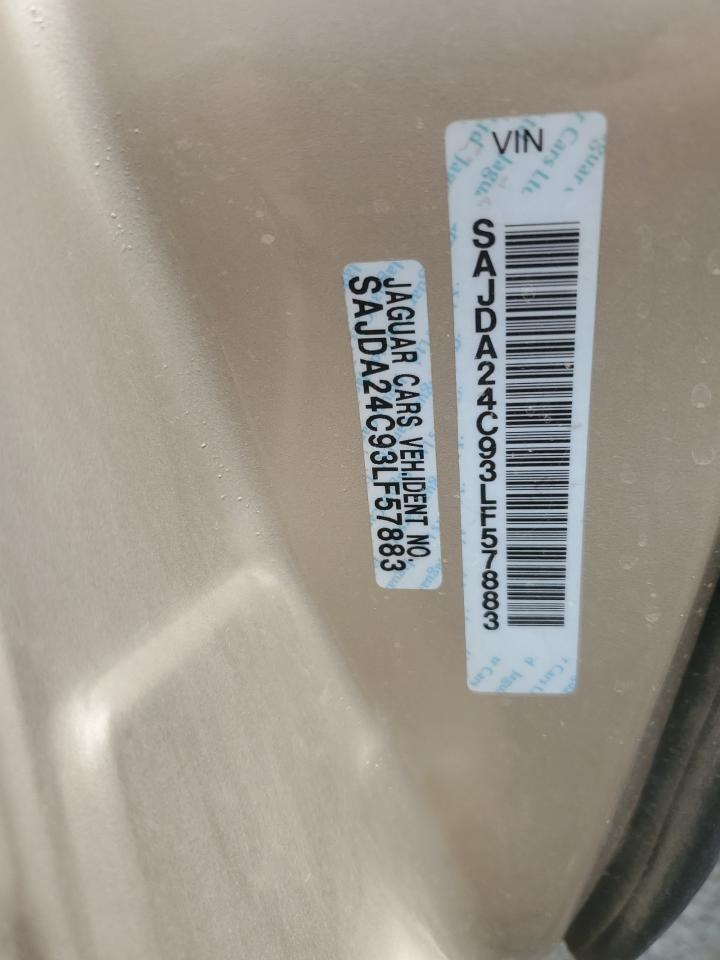 VIN
SAJDA24C93LF57883
JAGUAR CARS VEH.IDENT NO.
SAJDA24C93LF57883